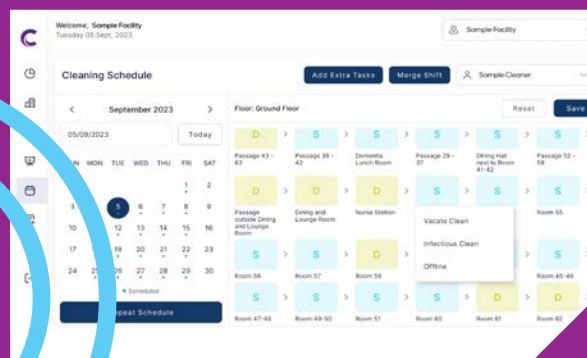 Welcome, Sample Facility
Tuesday 05 Sept, 2023
Sample Facility
Cleaning Schedule
Add Extra Tasks
Merge Shift
Sample Cleaner
< September 2023 >
Floor: Ground Floor
Reset
Save
05/09/2023
Today
D > S > S > S > S > S
Passage 43 - 63
Passage 38 - 42
Dementia Lunch Room
Passage 29 - 37
Dining Hall next to Room 41-42
Passage 52 - 59
MON TUE WED THU FRI SAT
1 2
3 5 6 7 8 9
10 12 13 14 15 16
17 19 20 21 22 23
24 26 27 28 29 30
Scheduled
Repeat Schedule
D > D > D > S > S > S
Passage outside Dining and Lounge Room
Dining and Lounge Room
Nurse Station
Room 55
Vacate Clean
Infectious Clean
Offline
S > S > D > S
Room 56
Room 57
Room 58
Room 45-46
S > S > S > S > D > D
Room 47-48
Room 49-50
Room 51
Room 60
Room 61
Room 62